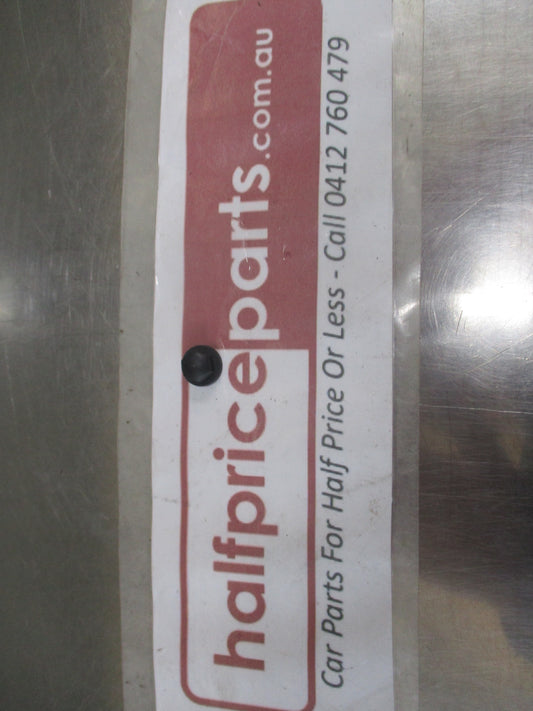 halfpriceparts.com.au
Car Parts For Half Price Or Less - Call 0412 760 479